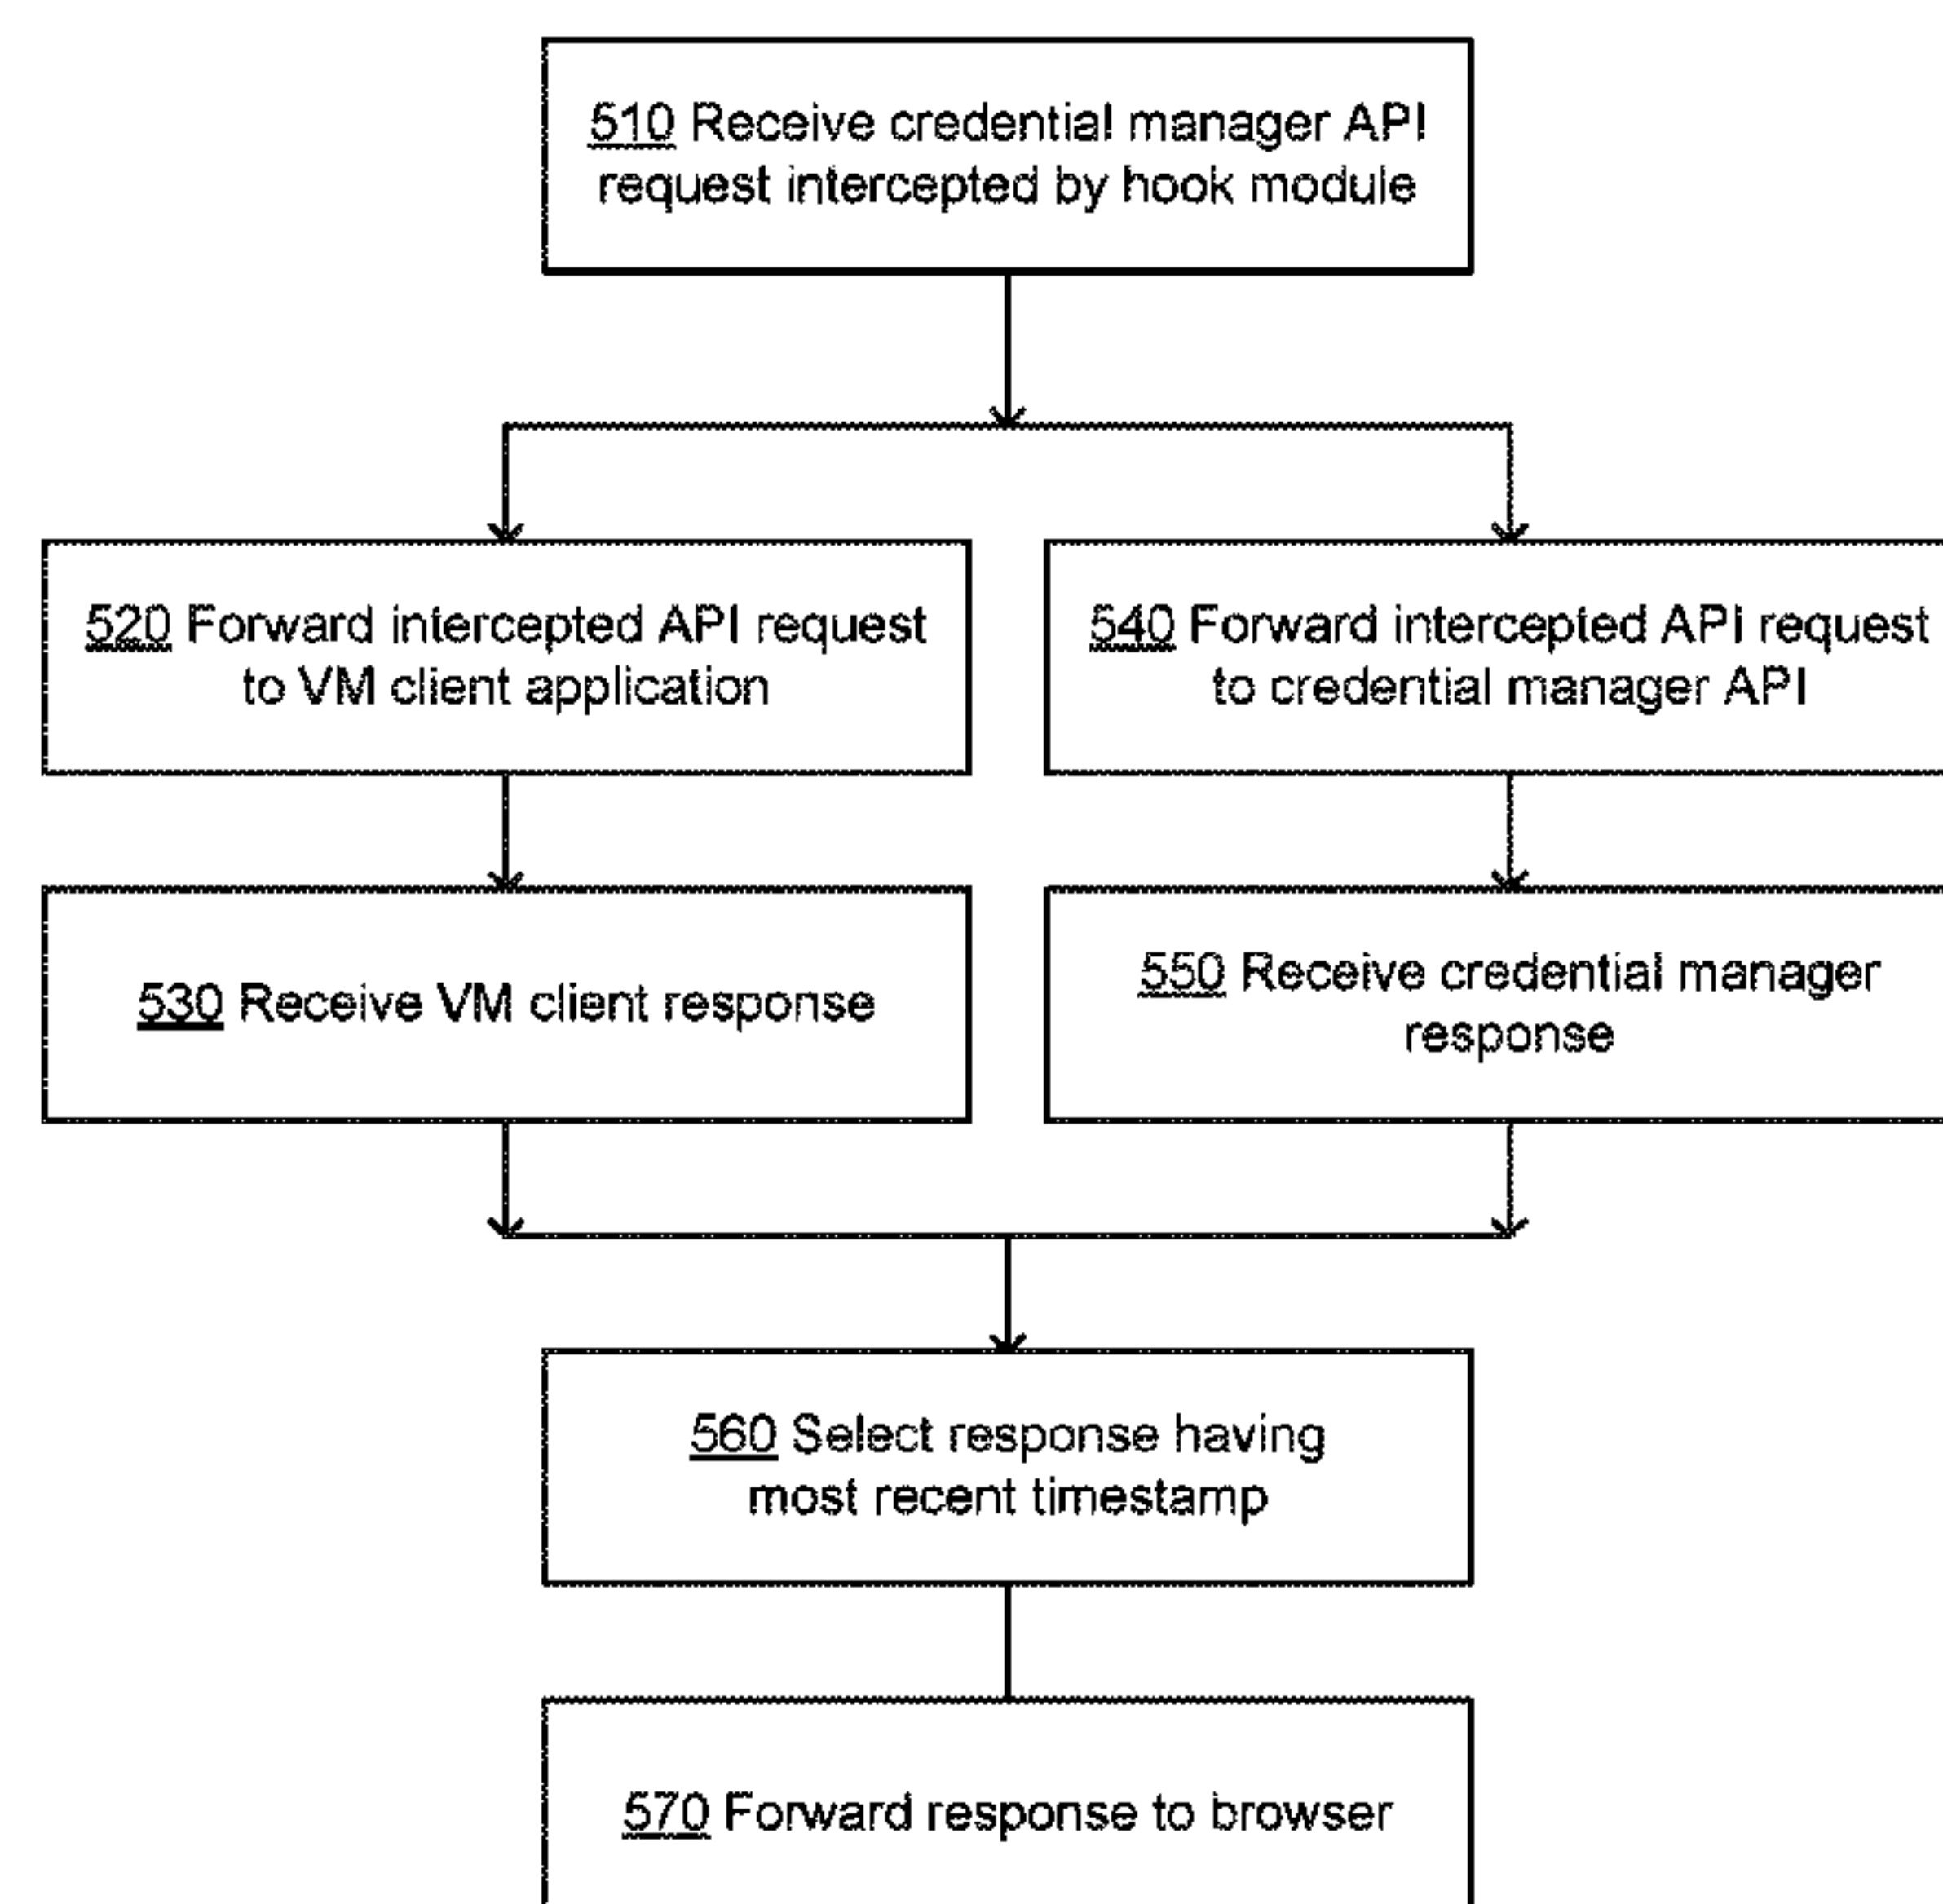 510 Receive credential manager API
request intercepted by hook module
520 Forward intercepted API request
to VM client application
540 Forward intercepted API request
to credential manager API
530 Receive VM client response
550 Receive credential manager
response
560 Select response having
most recent timestamp
570 Forward response to browser